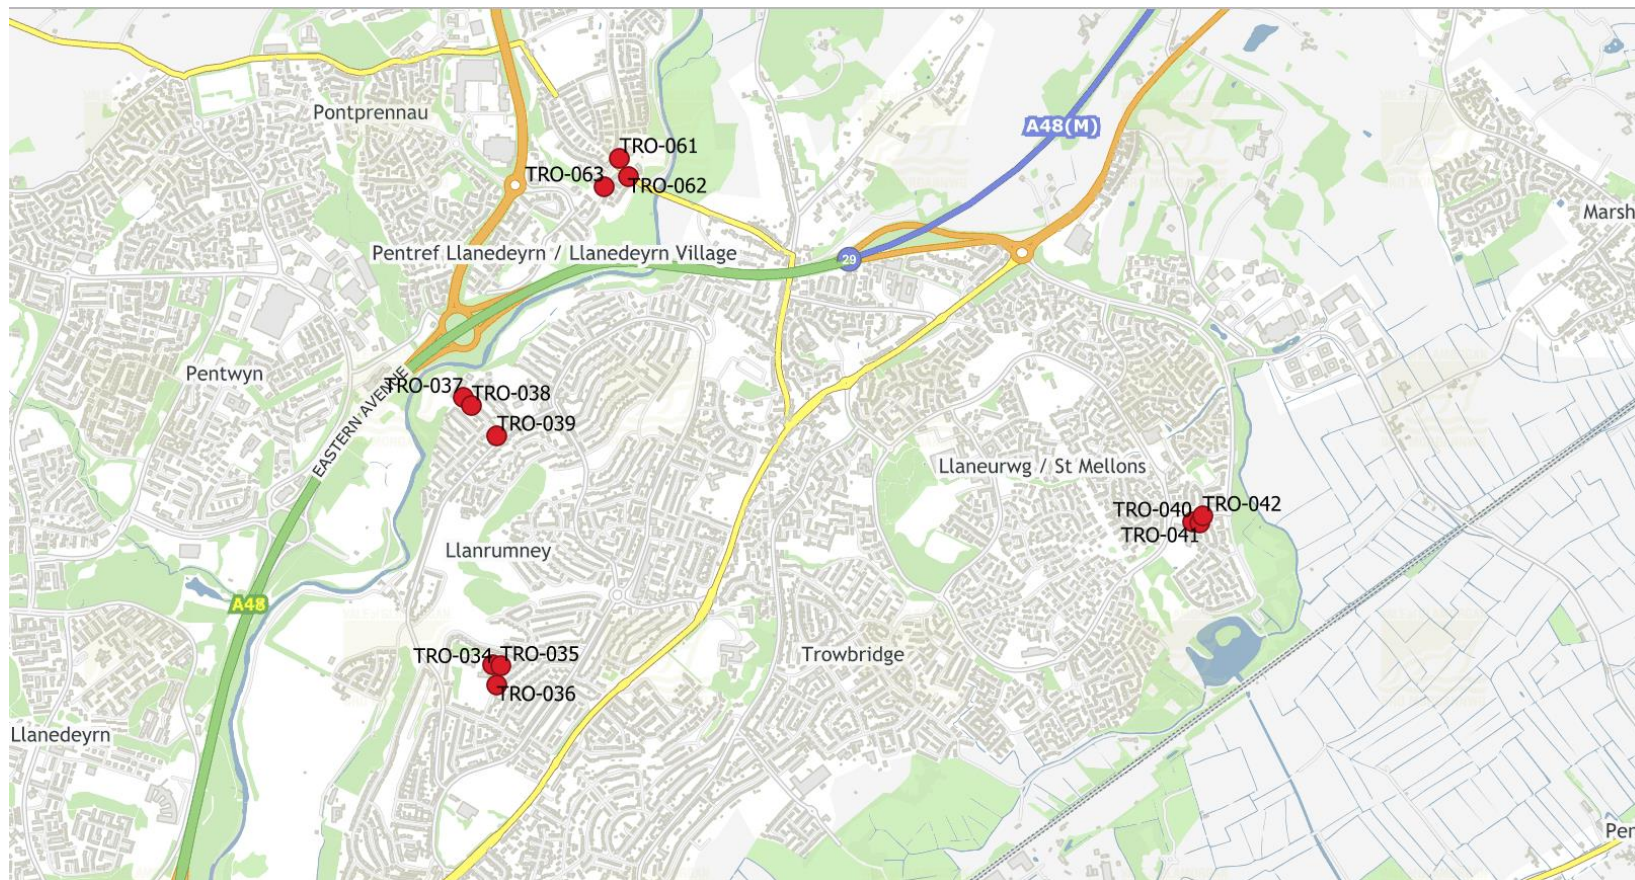 Pontprennau
A48(M)
TRO-061
TRO-063
TRO-062
Marsh
Pentref Llanedeyrn / Llanedeyrn Village
29
Pentwyn
EASTERN AVENUE
TRO-037
TRO-038
TRO-039
Llaneurwg / St Mellons
TRO-040
TRO-042
TRO-041
Llanrumney
A48
TRO-034
TRO-035
Trowbridge
TRO-036
Llanedeyrn
Pen